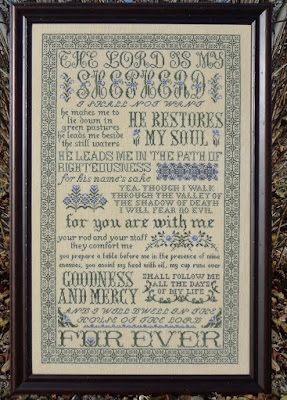 THE LORD IS MY
SHEPHERD
I SHALL NOT WANT
he makes me to
lie down in
green pastures
he leads me beside
the still waters
HE RESTORES
MY SOUL
HE LEADS ME IN THE PATH OF
RIGHTEOUSNESS
for his name's sake
YEA, THOUGH I WALK
THROUGH THE VALLEY OF
THE SHADOW OF DEATH
I WILL FEAR NO EVIL
for you are with me
your rod and your staff
they comfort me
you prepare a table before me in the presence of mine
enemies, you anoint my head with oil, my cup runs over
GOODNESS
AND MERCY
SHALL FOLLOW ME
ALL THE DAYS
OF MY LIFE
AND I WILL DWELL IN THE
HOUSE OF THE LORD
FOR EVER